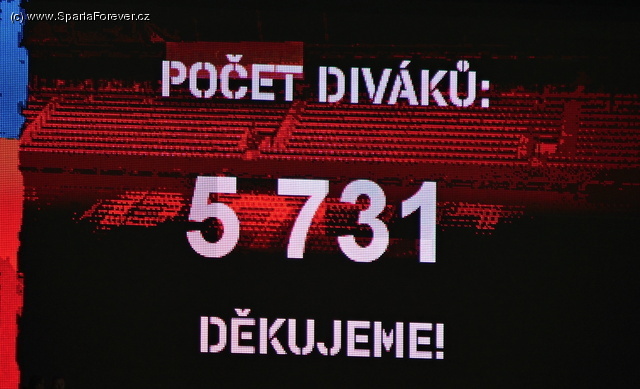 (c) www.SpartaForever.cz
POČET DIVÁKŮ:
5 731
DĚKUJEME!